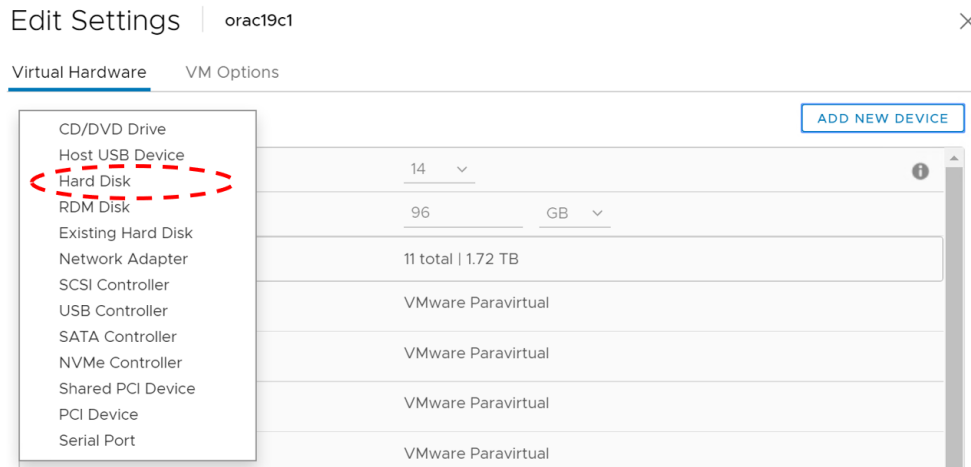 Edit Settings orac19c1
Virtual Hardware VM Options
ADD NEW DEVICE
CD/DVD Drive
Host USB Device
Hard Disk
RDM Disk
Existing Hard Disk
Network Adapter
SCSI Controller
USB Controller
SATA Controller
NVMe Controller
Shared PCI Device
PCI Device
Serial Port
14
96 GB
11 total | 1.72 TB
VMware Paravirtual
VMware Paravirtual
VMware Paravirtual
VMware Paravirtual